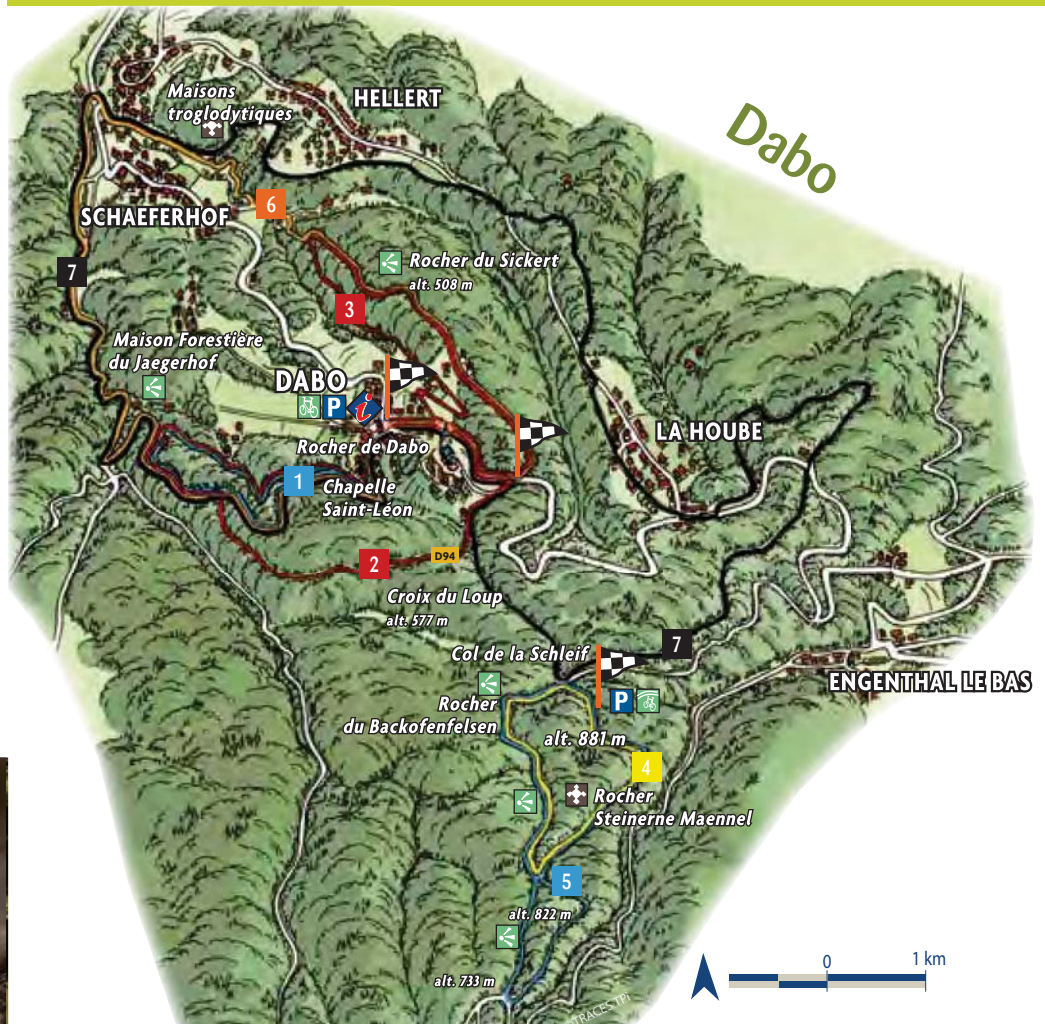 Maisons
troglodytiques
HELLERT
Dabo
SCHAEFERHOF
6
7
Rocher du Sickert
alt. 508 m
3
Maison Forestière
du Jaegerhof
DABO
P
i
LA HOUBE
Rocher de Dabo
1
Chapelle
Saint-Léon
2
D94
Croix du Loup
alt. 577 m
Col de la Schleif
7
ENGENTHAL LE BAS
P
Rocher
du Backofenfelsen
alt. 881 m
4
Rocher
Steinerne Maennel
5
alt. 822 m
alt. 733 m
0
1 km
TRACES TPi